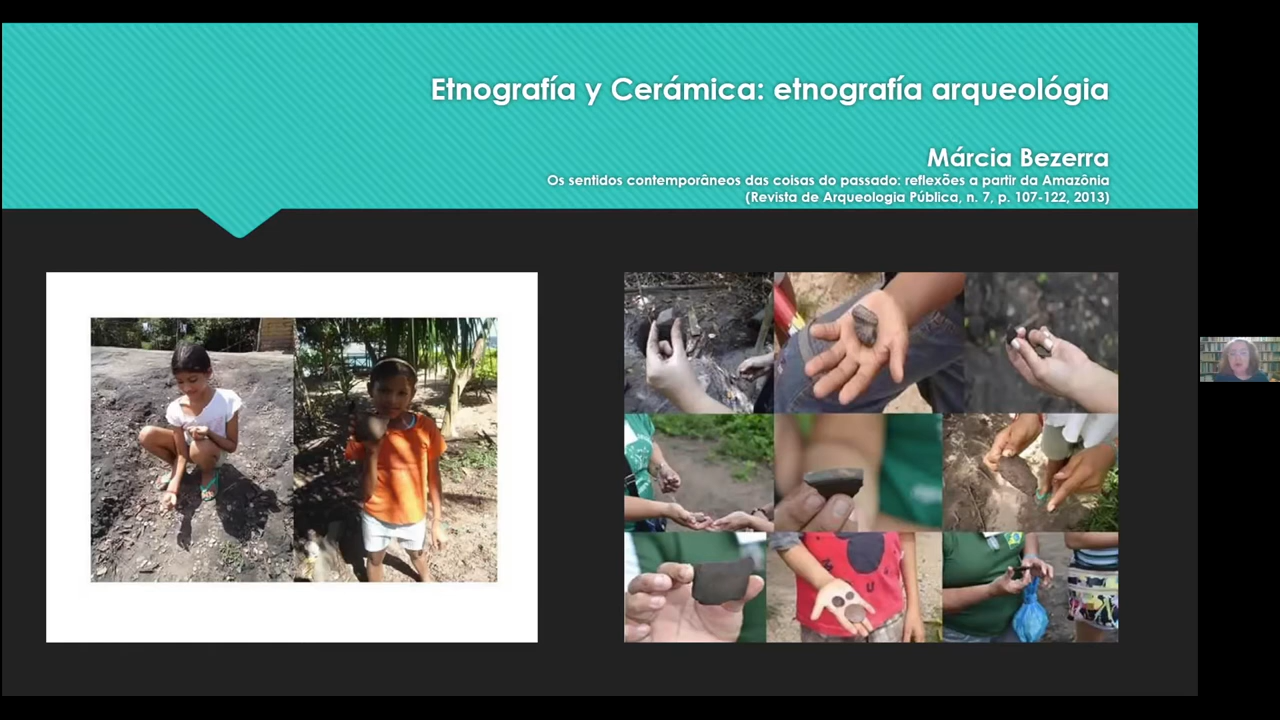 Etnografía y Cerámica: etnografía arqueológia
Márcia Bezerra
Os sentidos contemporâneos das coisas do passado: reflexões a partir da Amazônia
(Revista de Arqueologia Pública, n. 7, p. 107-122, 2013)